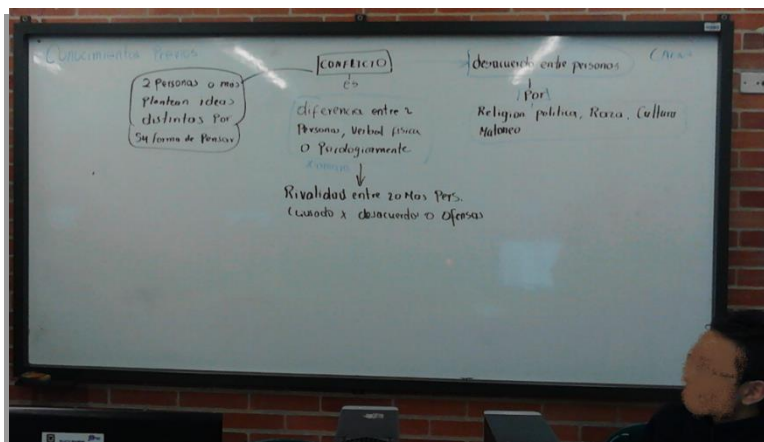 Conocimientos Previos
CONFLICTO
es
2 Personas o mas
Plantean ideas
distintas Por
Su forma de Pensar
diferencia entre 2
Personas, Verbal física
O Psicologicamente
Rivalidad entre 2 o Mas Pers.
Causado x desacuerdos o Ofensas
desacuerdo entre personas
Por
Religion politica, Raza, Cultura
Matoneo